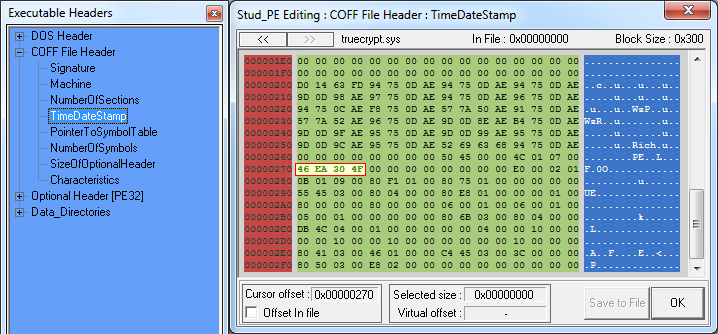 Executable Headers
DOS Header
COFF File Header
Signature
Machine
NumberOfSections
TimeDateStamp
PointerToSymbolTable
NumberOfSymbols
SizeOfOptionalHeader
Characteristics
Optional Header [PE32]
Data_Directories
Stud_PE Editing : COFF File Header : TimeDateStamp
<< >> truecrypt.sys In File : 0x00000000 Block Size : 0x300
000001E0 00 00 00 00 00 00 00 00 00 00 00 00 00 00 00 00 ................
000001F0 00 00 00 00 00 00 00 00 00 00 00 00 00 00 00 00 ................
00000200 D0 14 63 FD 94 75 0D AE 94 75 0D AE 94 75 0D AE ..c..u...u...u..
00000210 9D 0D 98 AE 97 75 0D AE 9D 0D 9E AE 96 75 0D AE .....u.......u..
00000220 94 75 0C AE F8 75 0D AE 57 7A 50 AE 91 75 0D AE .u...u..WzP..u..
00000230 57 7A 52 AE 96 75 0D AE 9D 0D 8E AE B4 75 0D AE WzR..u.......u..
00000240 9D 0D 9F AE 95 75 0D AE 9D 0D 9A AE 95 75 0D AE .....u.......u..
00000250 9D 0D 9C AE 95 75 0D AE 52 69 63 68 94 75 0D AE .....u..Rich.u..
00000260 00 00 00 00 00 00 00 00 50 45 00 00 4C 01 07 00 ........PE..L...
00000270 46 EA 30 4F 00 00 00 00 00 00 00 00 E0 00 02 01 F.0O............
00000280 0B 01 09 00 80 F1 01 00 80 75 01 00 00 00 00 00 .........u......
00000290 55 45 03 00 80 04 00 00 80 E8 01 00 00 00 01 00 UE..............
000002A0 80 00 00 00 80 00 00 00 06 00 01 00 06 00 01 00 ................
000002B0 05 00 01 00 00 00 00 00 80 6B 03 00 80 04 00 00 .........k......
000002C0 DB 4C 04 00 01 00 00 00 00 00 10 00 00 10 00 00 .L..............
000002D0 00 00 10 00 00 10 00 00 00 00 00 00 10 00 00 00 ................
000002E0 80 41 03 00 46 01 00 00 C4 45 03 00 3C 00 00 00 .A..F....E..<...
000002F0 80 50 03 00 E8 02 00 00 00 00 00 00 00 00 00 00 .P..............
Cursor offset : 0x00000270 Selected size : 0x00000000 Save to File OK
Offset In file Virtual offset : -